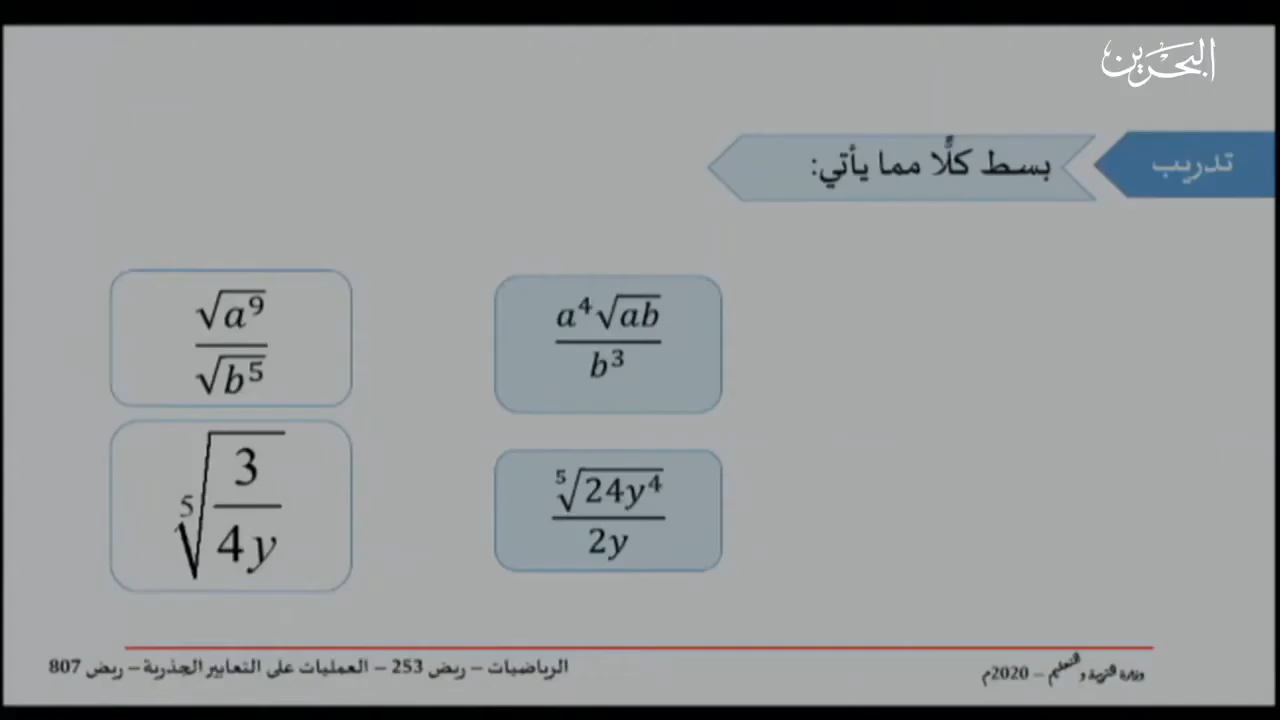 البحرين
تدريب
بسط كلًّا مما يأتي:
√a⁹ / √b⁵
a⁴√ab / b³
⁵√(3 / 4y)
⁵√24y⁴ / 2y
الرياضيات – ريض 253 – العمليات على التعابير الجذرية – ريض 807
وزارة التربية و التعليم – 2020م